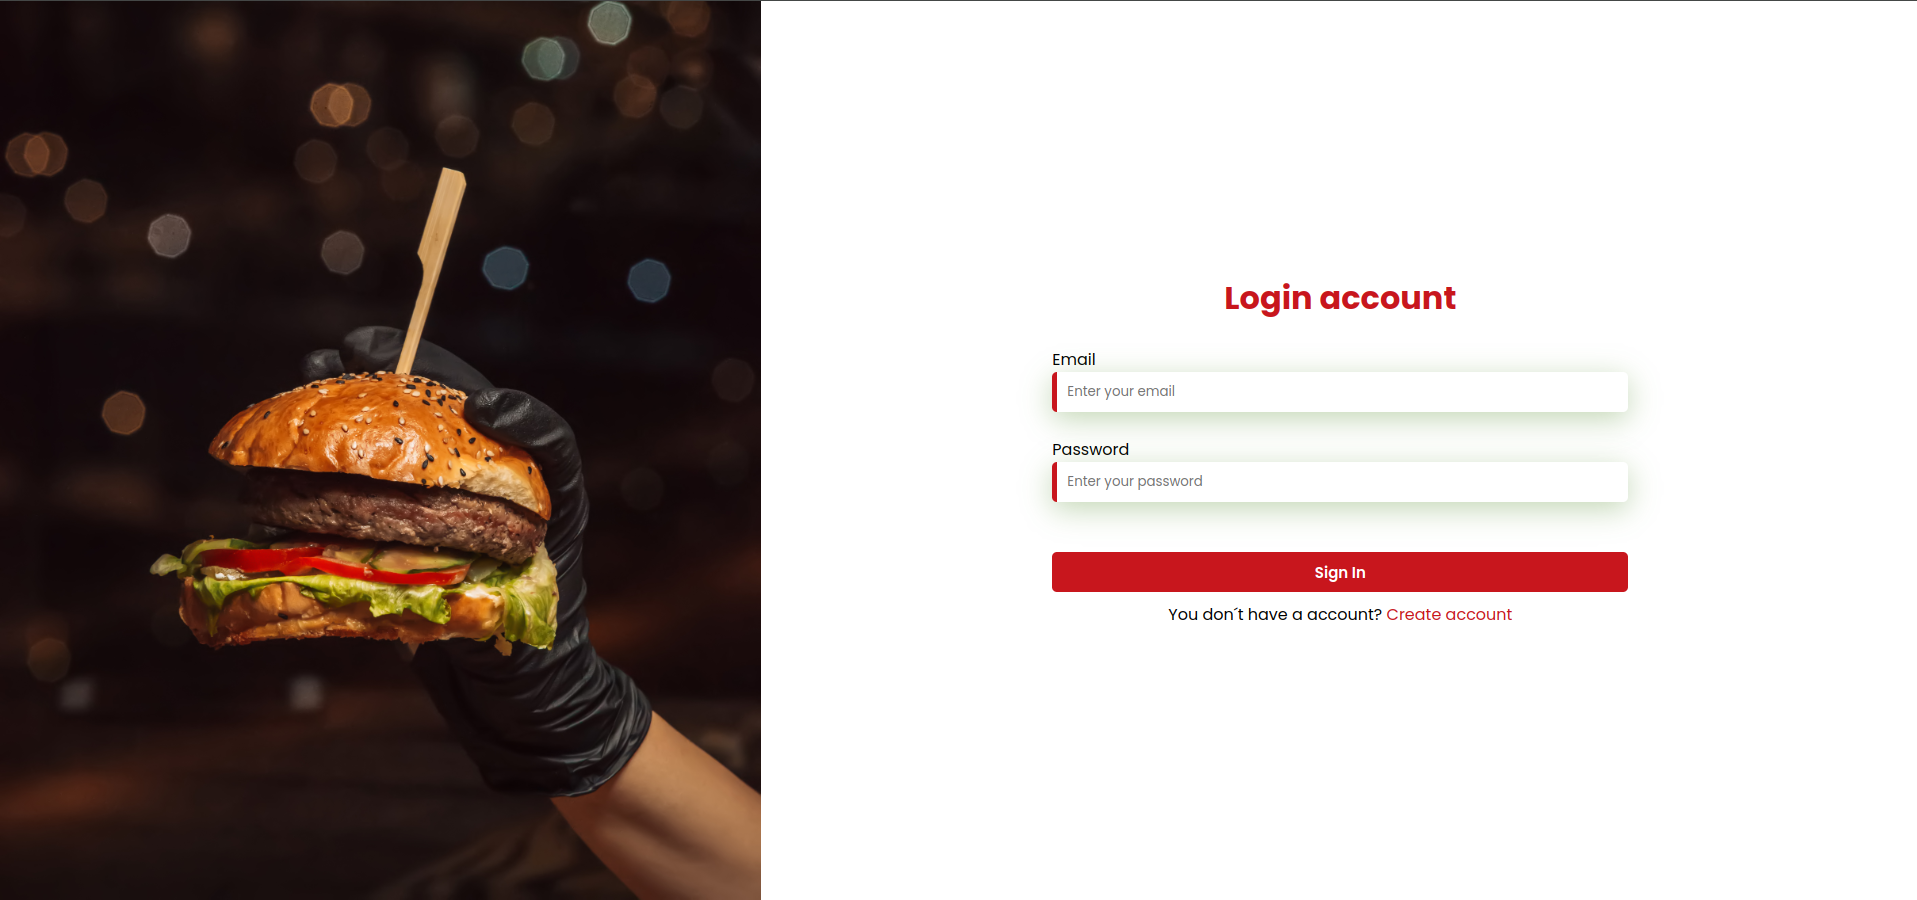 Login account
Email
Enter your email
Password
Enter your password
Sign In
You don´t have a account? Create account